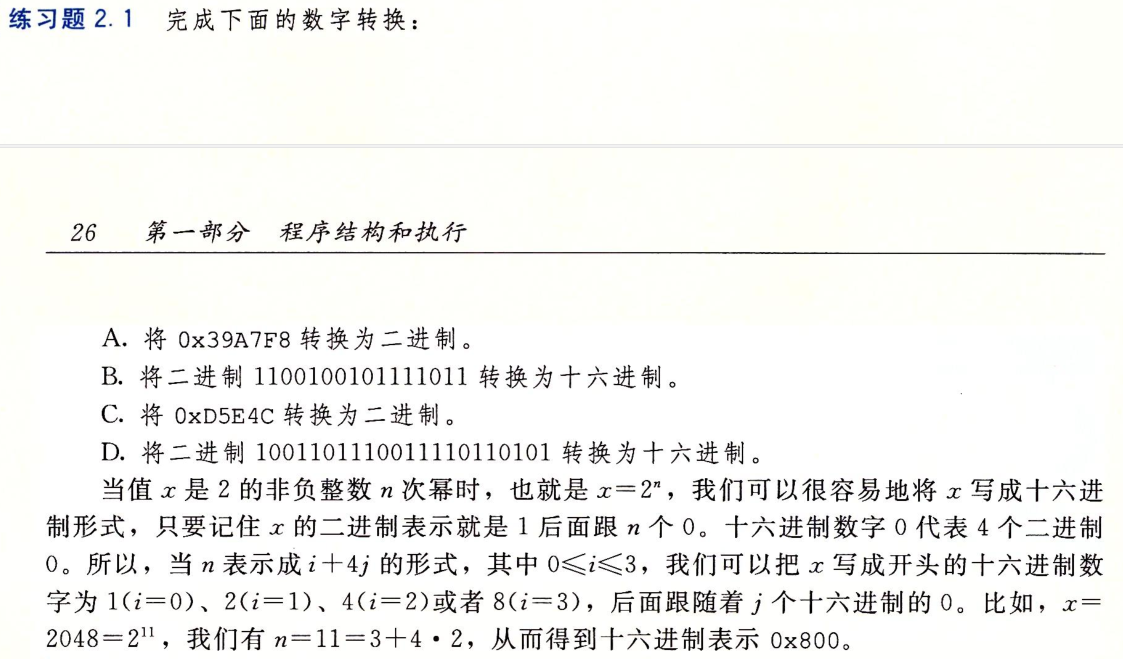 练习题 2.1 完成下面的数字转换：
26 第一部分 程序结构和执行
A. 将 0x39A7F8 转换为二进制。
B. 将二进制 1100100101111011 转换为十六进制。
C. 将 0xD5E4C 转换为二进制。
D. 将二进制 1001101110011110110101 转换为十六进制。
当值 x 是 2 的非负整数 n 次幂时，也就是 x=2ⁿ，我们可以很容易地将 x 写成十六进
制形式，只要记住 x 的二进制表示就是 1 后面跟 n 个 0。十六进制数字 0 代表 4 个二进制
0。所以，当 n 表示成 i+4j 的形式，其中 0≤i≤3，我们可以把 x 写成开头的十六进制数
字为 1(i=0)、2(i=1)、4(i=2)或者 8(i=3)，后面跟随着 j 个十六进制的 0。比如，x=
2048=2¹¹，我们有 n=11=3+4·2，从而得到十六进制表示 0x800。